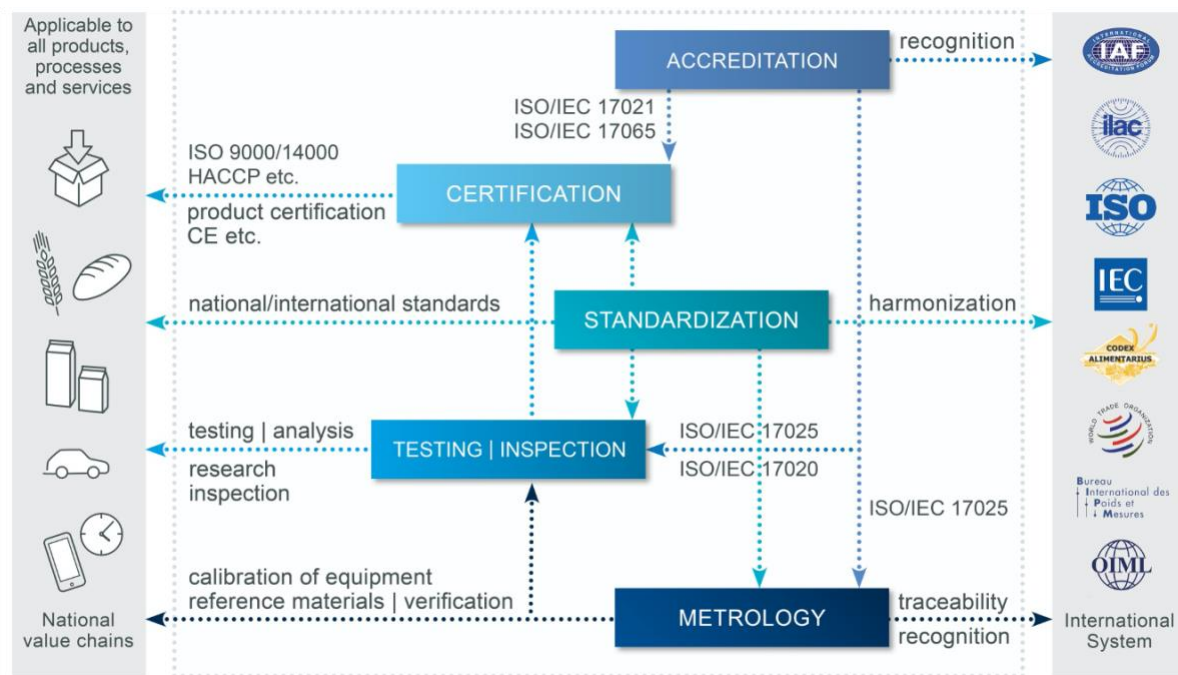 Applicable to
all products,
processes
and services
National
value chains
ACCREDITATION
recognition
ISO/IEC 17021
ISO/IEC 17065
ISO 9000/14000
HACCP etc.
CERTIFICATION
product certification
CE etc.
national/international standards
STANDARDIZATION
harmonization
testing | analysis
TESTING | INSPECTION
research
inspection
ISO/IEC 17025
ISO/IEC 17020
ISO/IEC 17025
calibration of equipment
reference materials | verification
METROLOGY
traceability
recognition
INTERNATIONAL
IAF
ACCREDITATION FORUM
ilac
ISO
IEC
CODEX
ALIMENTARIUS
WORLD TRADE ORGANIZATION
Bureau
International des
Poids et
Mesures
OIML
International
System